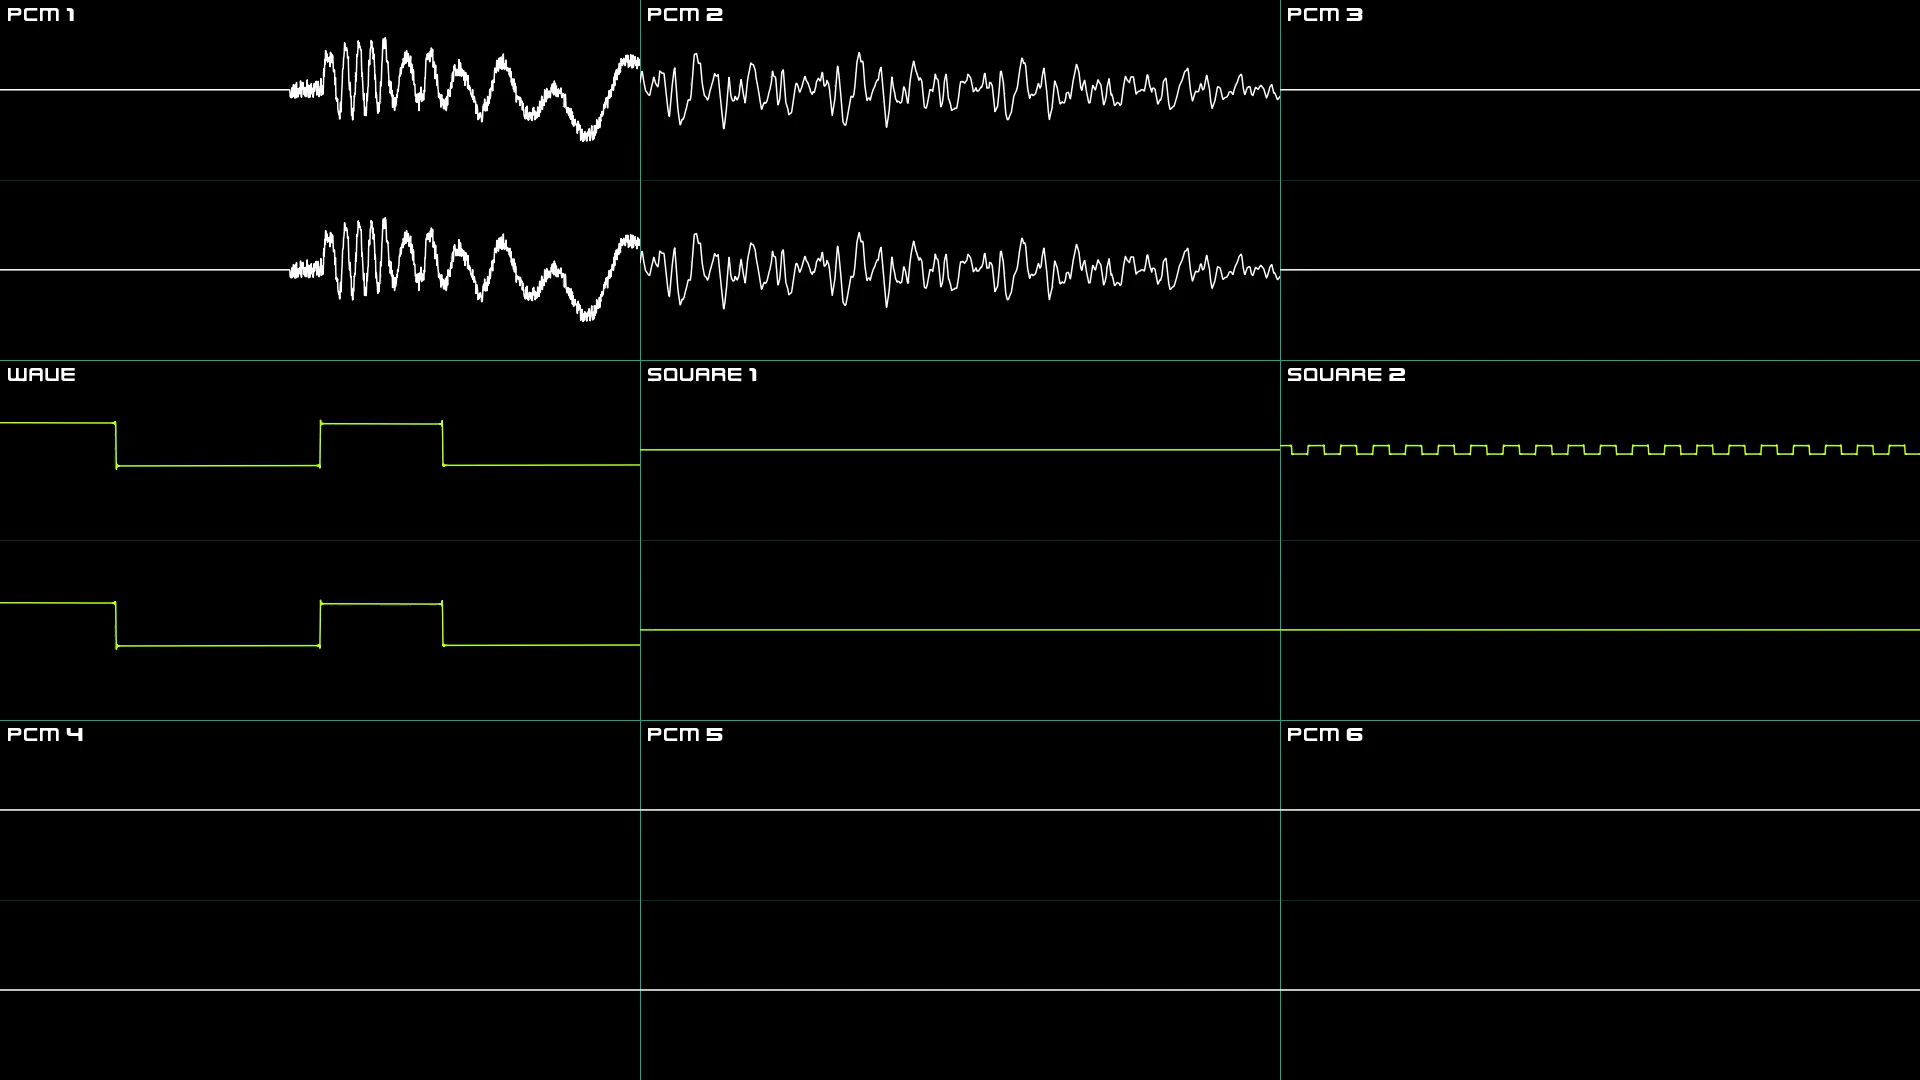 PCM 1
PCM 2
PCM 3
WAVE
SQUARE 1
SQUARE 2
PCM 4
PCM 5
PCM 6